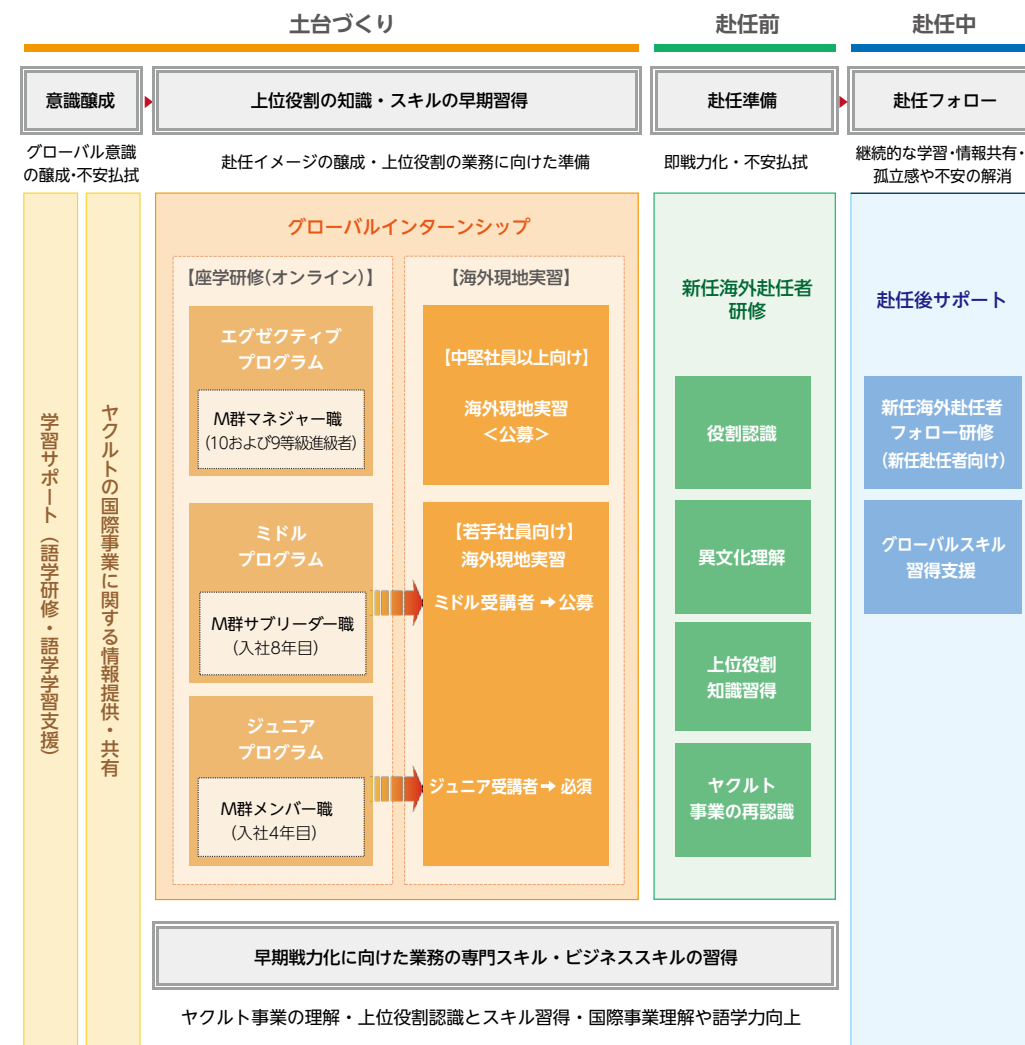 土台づくり
赴任前
赴任中
意識醸成
上位役割の知識・スキルの早期習得
赴任準備
赴任フォロー
グローバル意識
の醸成・不安払拭
赴任イメージの醸成・上位役割の業務に向けた準備
即戦力化・不安払拭
継続的な学習・情報共有・
孤立感や不安の解消
学習サポート（語学研修・語学学習支援）
ヤクルトの国際事業に関する情報提供・共有
グローバルインターンシップ
【座学研修（オンライン）】
エグゼクティブ
プログラム
M群マネジャー職
(10および9等級進級者)
ミドル
プログラム
M群サブリーダー職
(入社8年目)
ジュニア
プログラム
M群メンバー職
(入社4年目)
【海外現地実習】
【中堅社員以上向け】
海外現地実習
＜公募＞
【若手社員向け】
海外現地実習
ミドル受講者 ➡ 公募
ジュニア受講者 ➡ 必須
新任海外赴任者
研修
役割認識
異文化理解
上位役割
知識習得
ヤクルト
事業の再認識
赴任後サポート
新任海外赴任者
フォロー研修
（新任赴任者向け）
グローバルスキル
習得支援
早期戦力化に向けた業務の専門スキル・ビジネススキルの習得
ヤクルト事業の理解・上位役割認識とスキル習得・国際事業理解や語学力向上